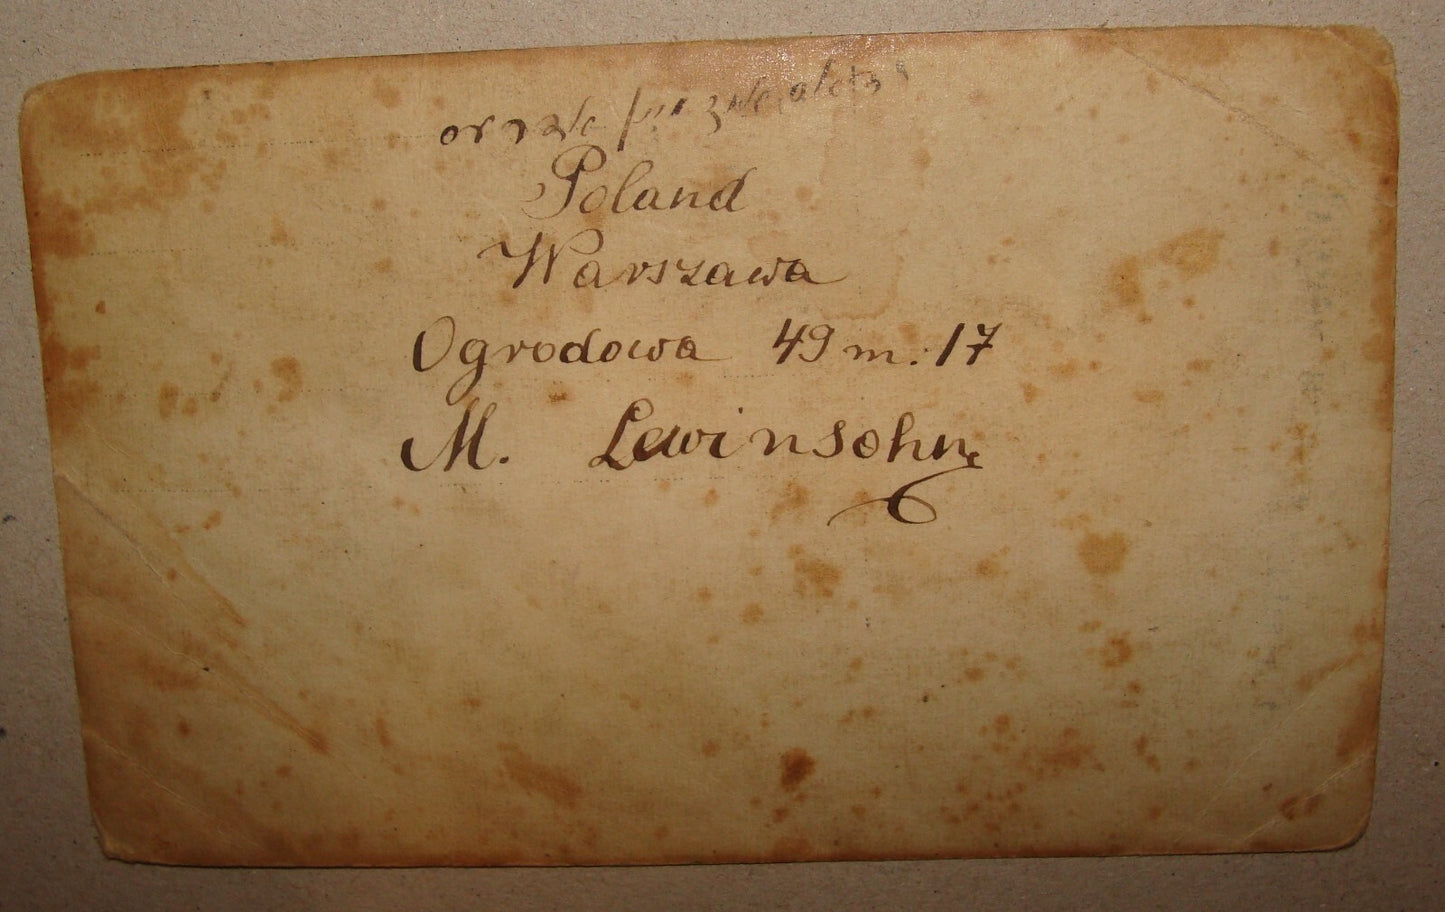 Poland
Warszawa
Ogrodowa 49 m. 17
M. Lewinsohn